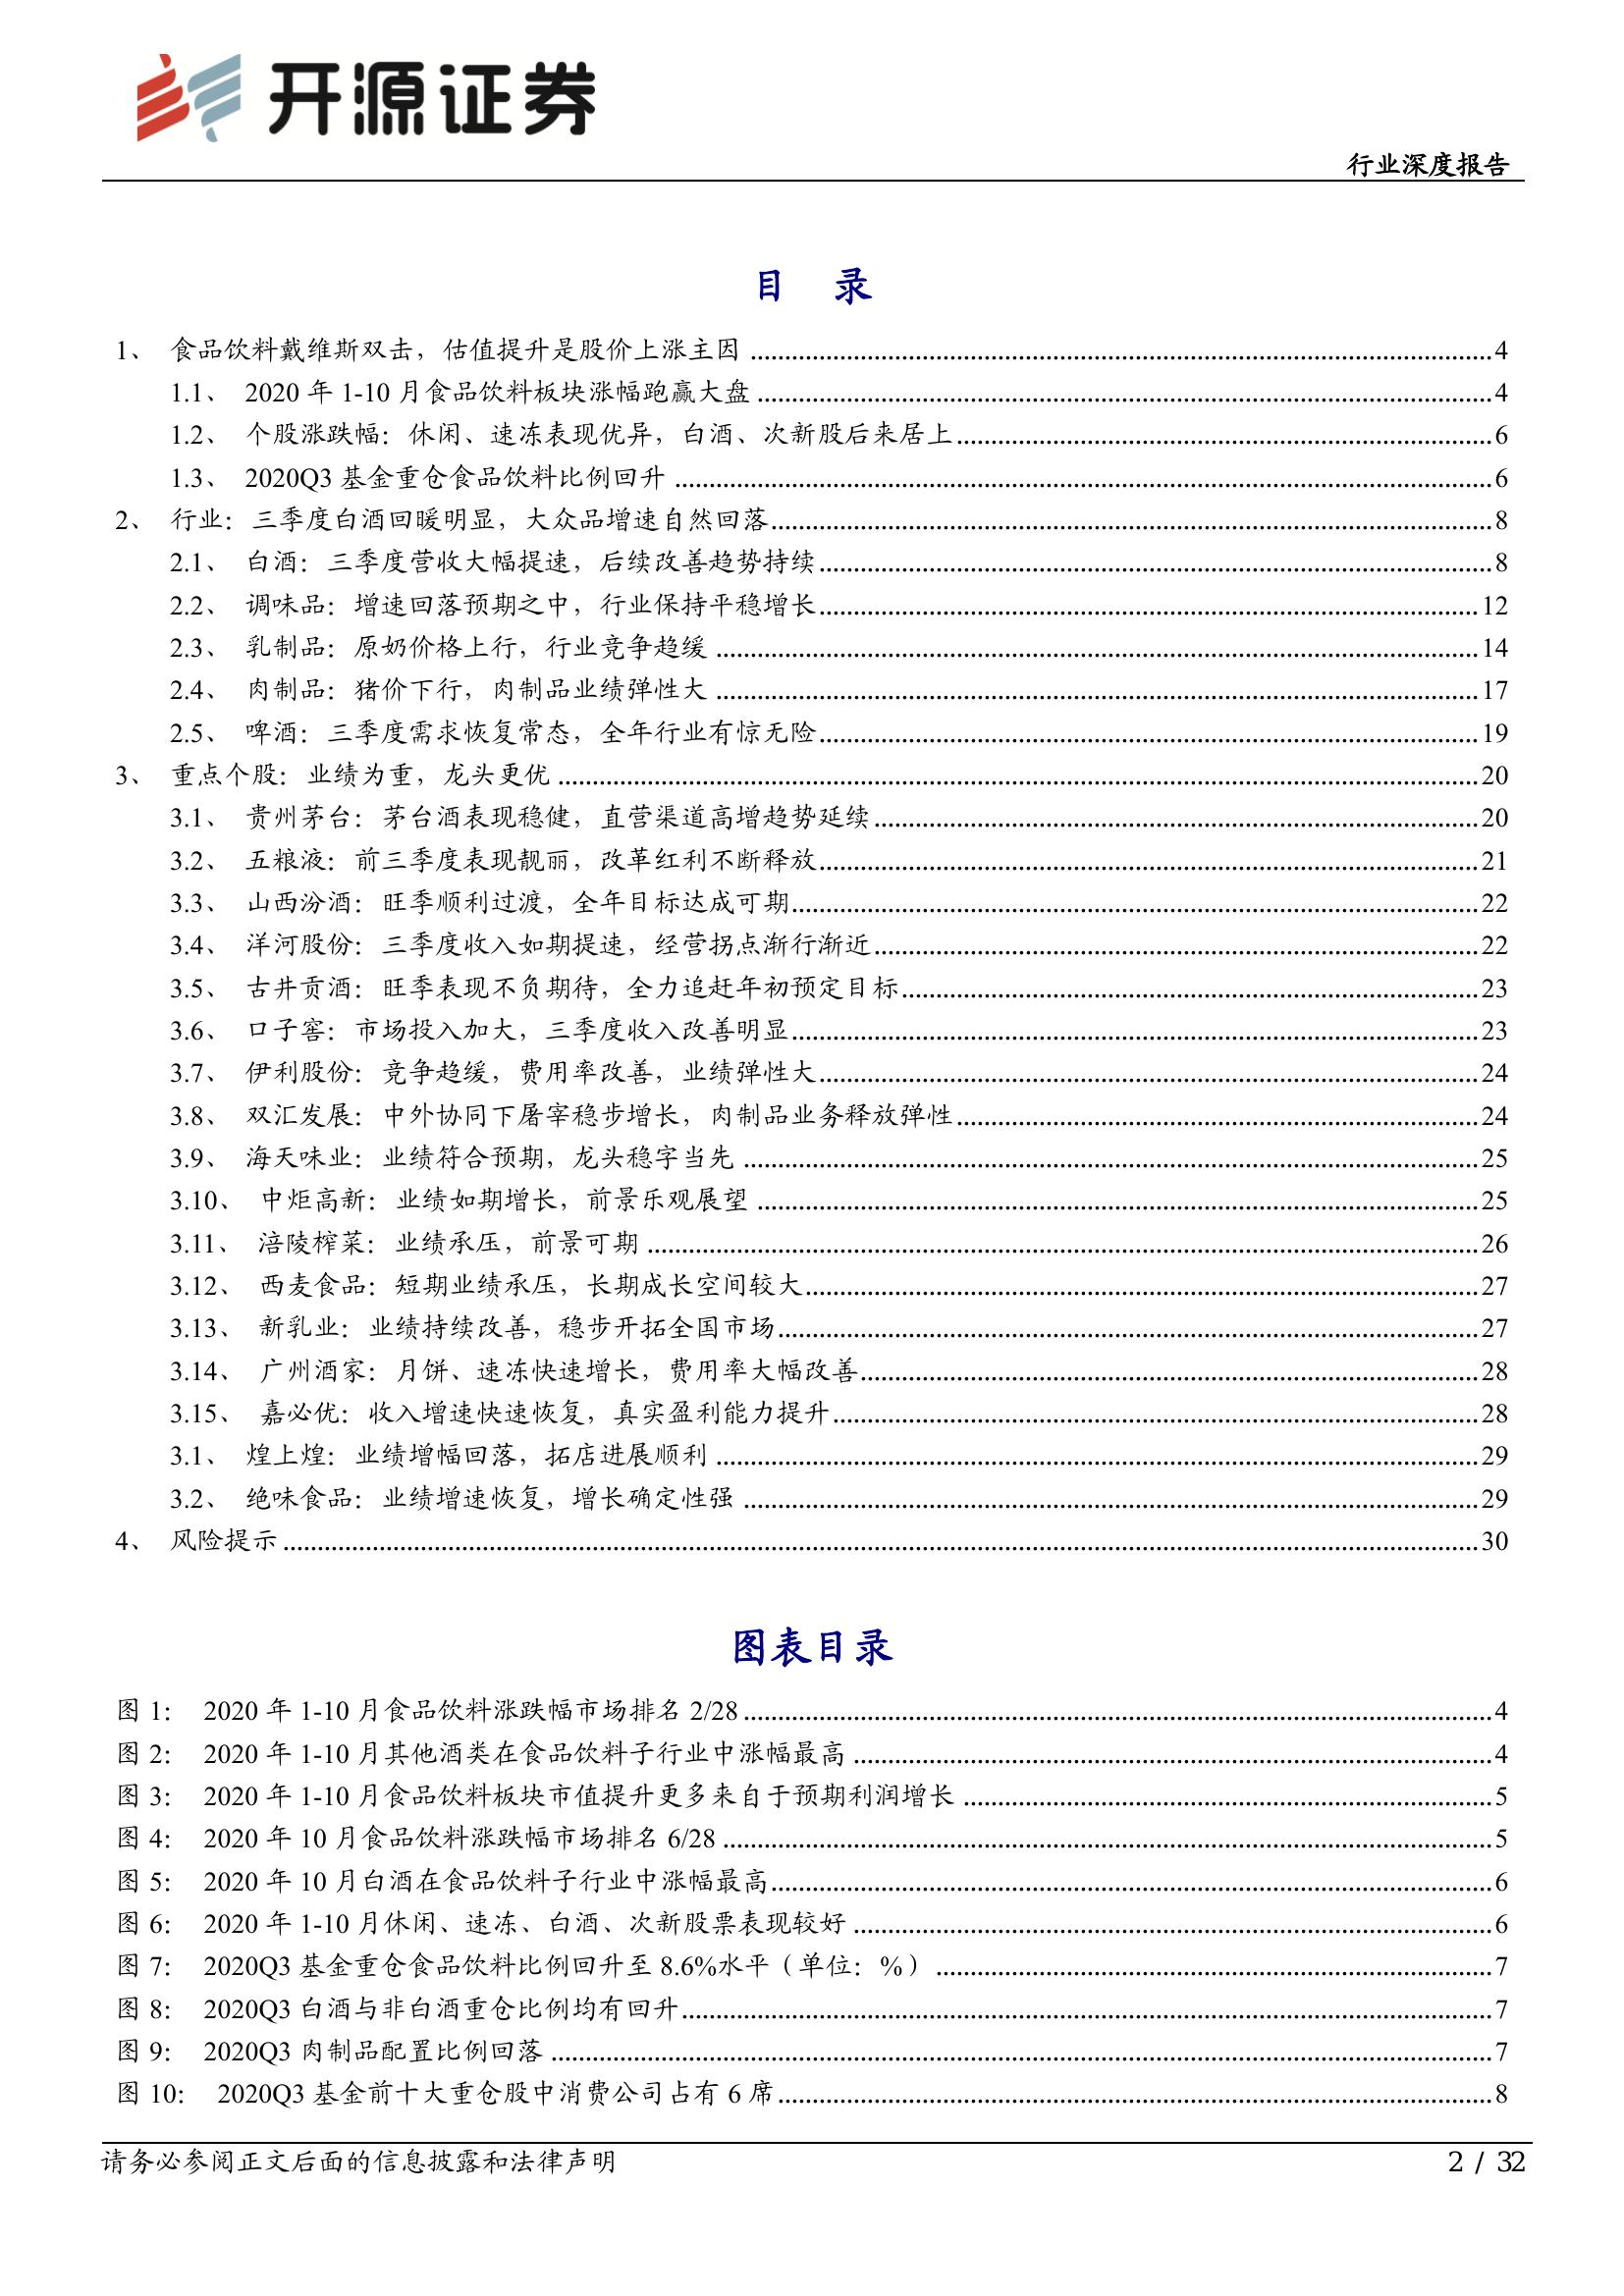 开源证券
行业深度报告
目 录
1、 食品饮料戴维斯双击，估值提升是股价上涨主因 4
1.1、 2020 年 1-10 月食品饮料板块涨幅跑赢大盘 4
1.2、 个股涨跌幅：休闲、速冻表现优异，白酒、次新股后来居上 6
1.3、 2020Q3 基金重仓食品饮料比例回升 6
2、 行业：三季度白酒回暖明显，大众品增速自然回落 8
2.1、 白酒：三季度营收大幅提速，后续改善趋势持续 8
2.2、 调味品：增速回落预期之中，行业保持平稳增长 12
2.3、 乳制品：原奶价格上行，行业竞争趋缓 14
2.4、 肉制品：猪价下行，肉制品业绩弹性大 17
2.5、 啤酒：三季度需求恢复常态，全年行业有惊无险 19
3、 重点个股：业绩为重，龙头更优 20
3.1、 贵州茅台：茅台酒表现稳健，直营渠道高增趋势延续 20
3.2、 五粮液：前三季度表现靓丽，改革红利不断释放 21
3.3、 山西汾酒：旺季顺利过渡，全年目标达成可期 22
3.4、 洋河股份：三季度收入如期提速，经营拐点渐行渐近 22
3.5、 古井贡酒：旺季表现不负期待，全力追赶年初预定目标 23
3.6、 口子窖：市场投入加大，三季度收入改善明显 23
3.7、 伊利股份：竞争趋缓，费用率改善，业绩弹性大 24
3.8、 双汇发展：中外协同下屠宰稳步增长，肉制品业务释放弹性 24
3.9、 海天味业：业绩符合预期，龙头稳字当先 25
3.10、 中炬高新：业绩如期增长，前景乐观展望 25
3.11、 涪陵榨菜：业绩承压，前景可期 26
3.12、 西麦食品：短期业绩承压，长期成长空间较大 27
3.13、 新乳业：业绩持续改善，稳步开拓全国市场 27
3.14、 广州酒家：月饼、速冻快速增长，费用率大幅改善 28
3.15、 嘉必优：收入增速快速恢复，真实盈利能力提升 28
3.1、 煌上煌：业绩增幅回落，拓店进展顺利 29
3.2、 绝味食品：业绩增速恢复，增长确定性强 29
4、 风险提示 30
图表目录
图 1： 2020 年 1-10 月食品饮料涨跌幅市场排名 2/28 4
图 2： 2020 年 1-10 月其他酒类在食品饮料子行业中涨幅最高 4
图 3： 2020 年 1-10 月食品饮料板块市值提升更多来自于预期利润增长 5
图 4： 2020 年 10 月食品饮料涨跌幅市场排名 6/28 5
图 5： 2020 年 10 月白酒在食品饮料子行业中涨幅最高 6
图 6： 2020 年 1-10 月休闲、速冻、白酒、次新股票表现较好 6
图 7： 2020Q3 基金重仓食品饮料比例回升至 8.6%水平（单位：%） 7
图 8： 2020Q3 白酒与非白酒重仓比例均有回升 7
图 9： 2020Q3 肉制品配置比例回落 7
图 10： 2020Q3 基金前十大重仓股中消费公司占有 6 席 8
请务必参阅正文后面的信息披露和法律声明 2 / 32